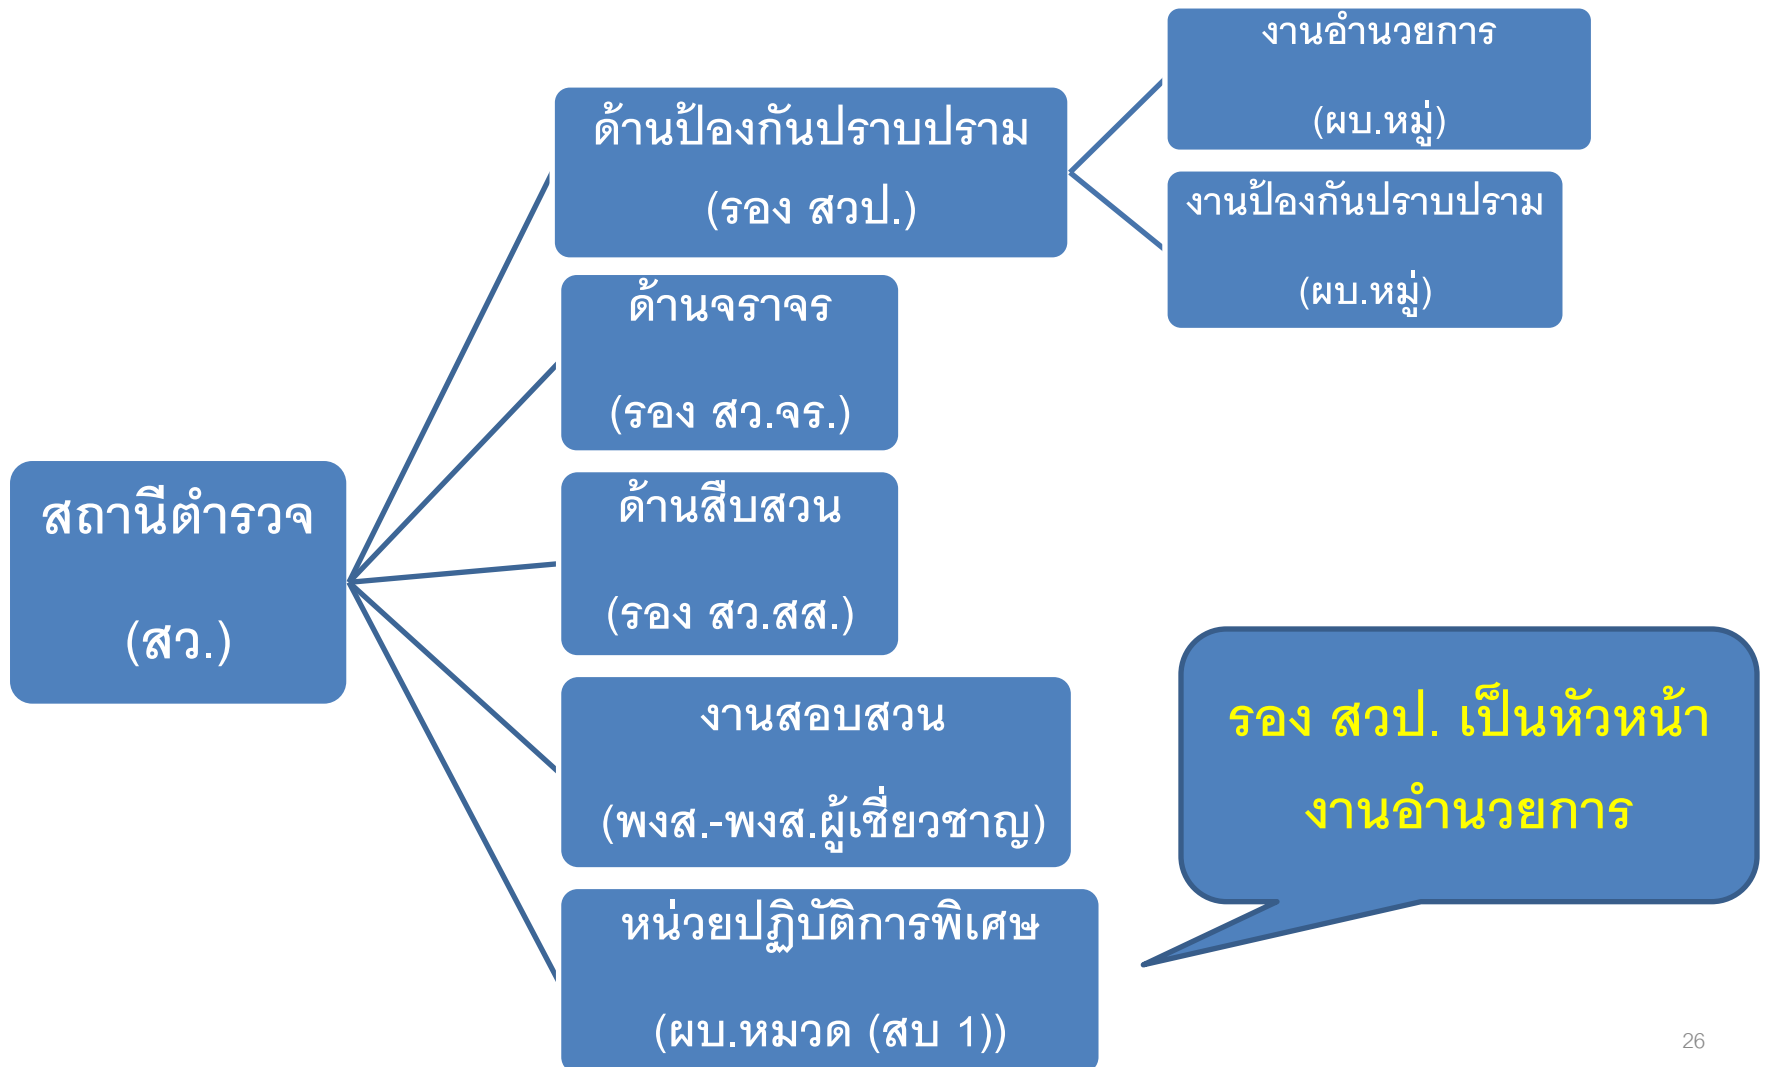 สถานีตำรวจ
(สว.)
ด้านป้องกันปราบปราม
(รอง สวป.)
งานอำนวยการ
(ผบ.หมู่)
งานป้องกันปราบปราม
(ผบ.หมู่)
ด้านจราจร
(รอง สว.จร.)
ด้านสืบสวน
(รอง สว.สส.)
งานสอบสวน
(พงส.-พงส.ผู้เชี่ยวชาญ)
หน่วยปฏิบัติการพิเศษ
(ผบ.หมวด (สบ 1))
รอง สวป. เป็นหัวหน้า
งานอำนวยการ
26